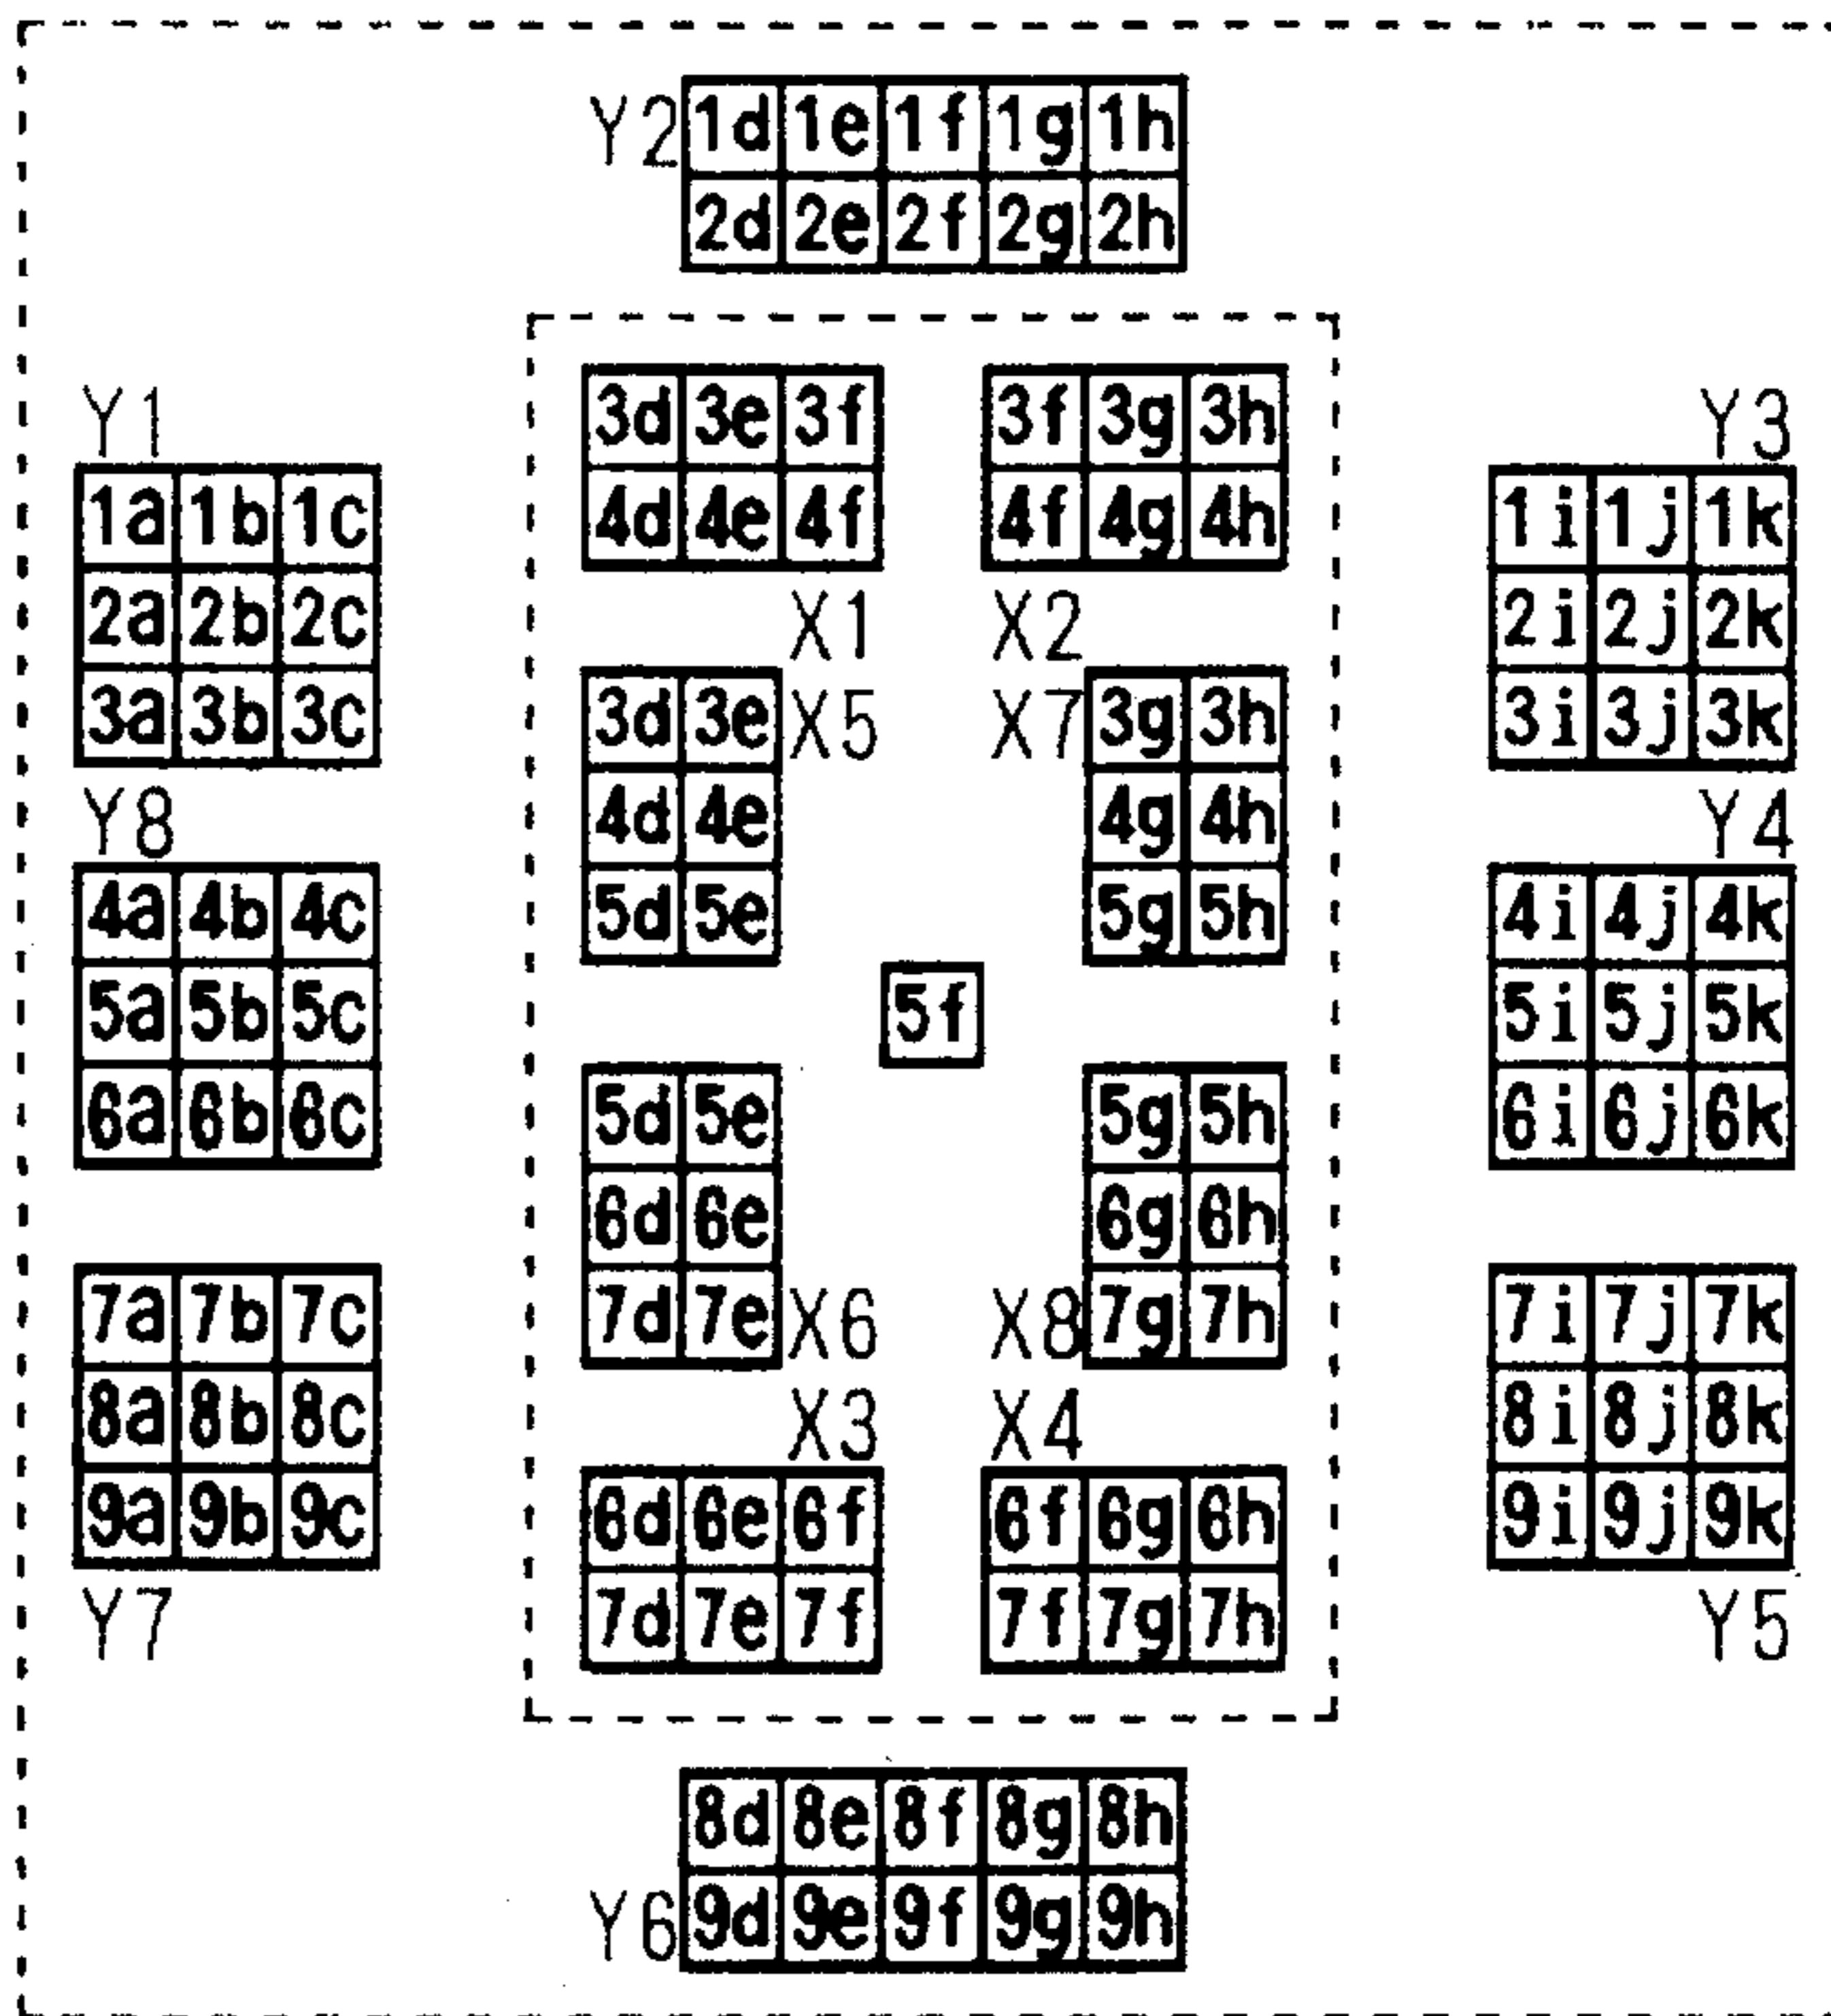 Y2 1d 1e 1f 1g 1h
2d 2e 2f 2g 2h
Y1
1a 1b 1c
2a 2b 2c
3a 3b 3c
Y8
4a 4b 4c
5a 5b 5c
6a 6b 6c
7a 7b 7c
8a 8b 8c
9a 9b 9c
Y7
3d 3e 3f
4d 4e 4f
X1
3f 3g 3h
4f 4g 4h
X2
3d 3e X5
4d 4e
5d 5e
X7 3g 3h
4g 4h
5g 5h
5f
5d 5e
6d 6e
7d 7e X6
5g 5h
6g 6h
X8 7g 7h
X3
6d 6e 6f
7d 7e 7f
X4
6f 6g 6h
7f 7g 7h
Y3
1i 1j 1k
2i 2j 2k
3i 3j 3k
Y4
4i 4j 4k
5i 5j 5k
6i 6j 6k
7i 7j 7k
8i 8j 8k
9i 9j 9k
Y5
8d 8e 8f 8g 8h
Y6 9d 9e 9f 9g 9h